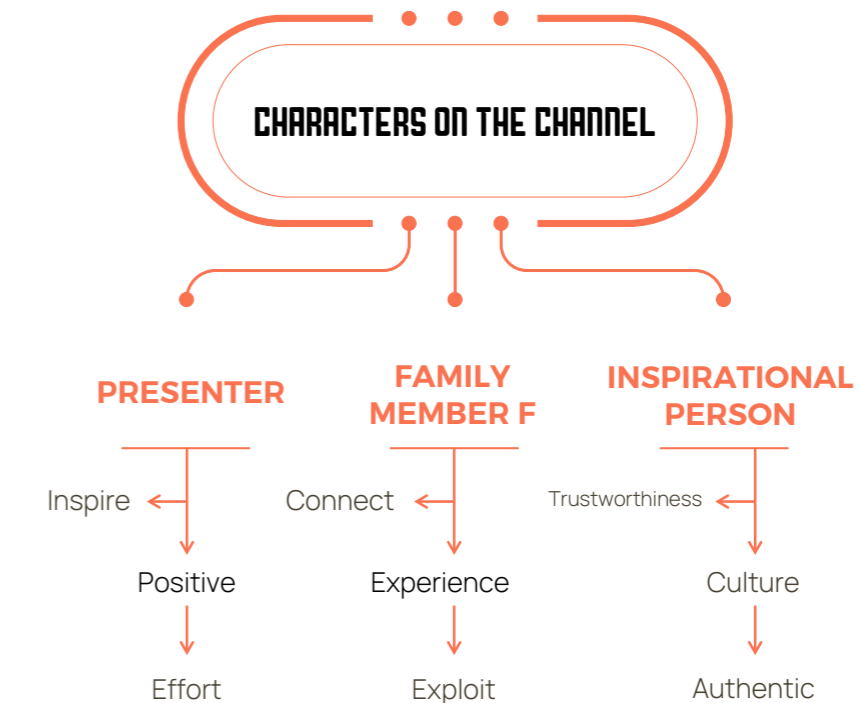 CHARACTERS ON THE CHANNEL
PRESENTER
Inspire
Positive
Effort
FAMILY
MEMBER F
Connect
Experience
Exploit
INSPIRATIONAL
PERSON
Trustworthiness
Culture
Authentic